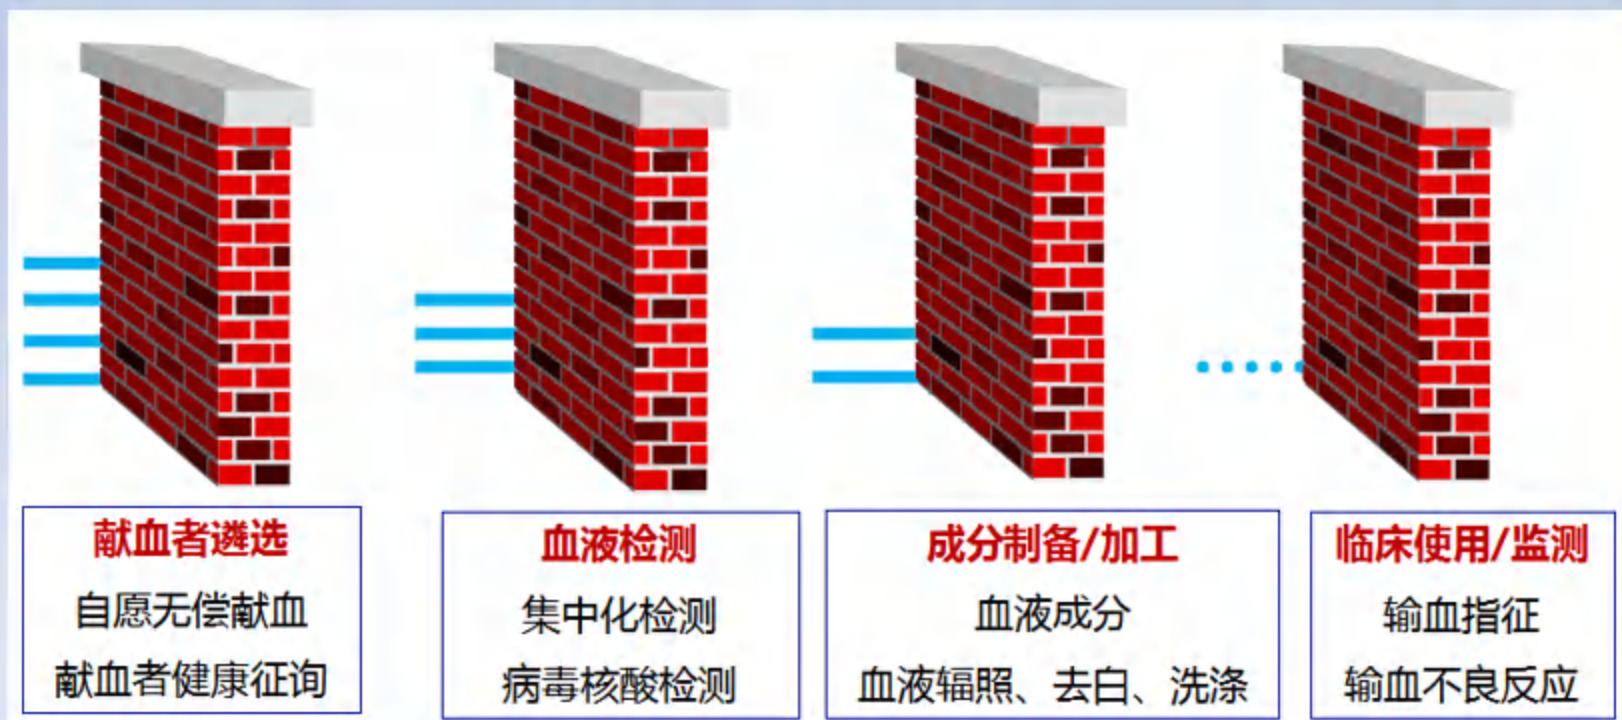 献血者遴选
自愿无偿献血
献血者健康征询
血液检测
集中化检测
病毒核酸检测
成分制备/加工
血液成分
血液辐照、去白、洗涤
临床使用/监测
输血指征
输血不良反应